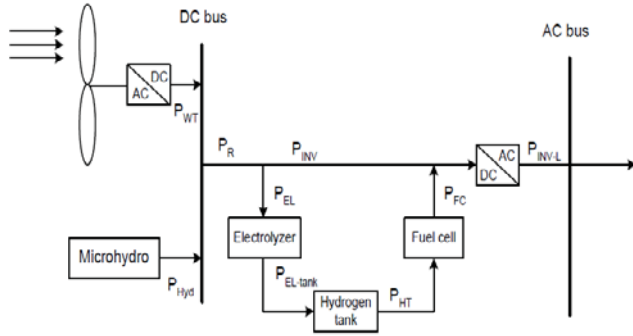 DC bus
AC bus
DC
AC
P_WT
P_R
P_INV
AC
DC
P_INV-L
P_EL
P_FC
Electrolyzer
Fuel cell
Microhydro
P_Hyd
P_EL-tank
P_HT
Hydrogen
tank